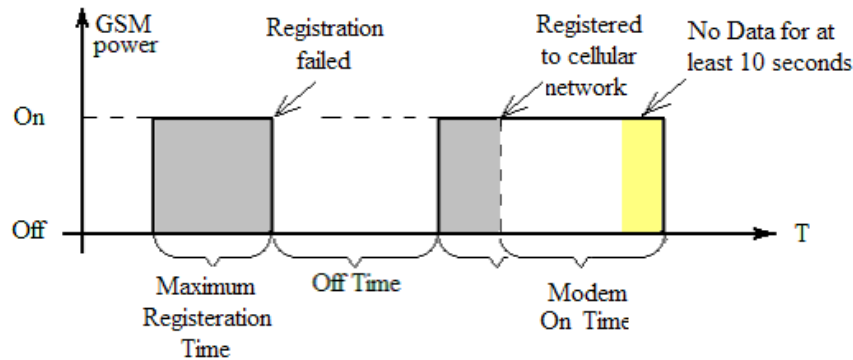 GSM
power
Registration
failed
Registered
to cellular
network
No Data for at
least 10 seconds
On
Off
T
Maximum
Registeration
Time
Off Time
Modem
On Time